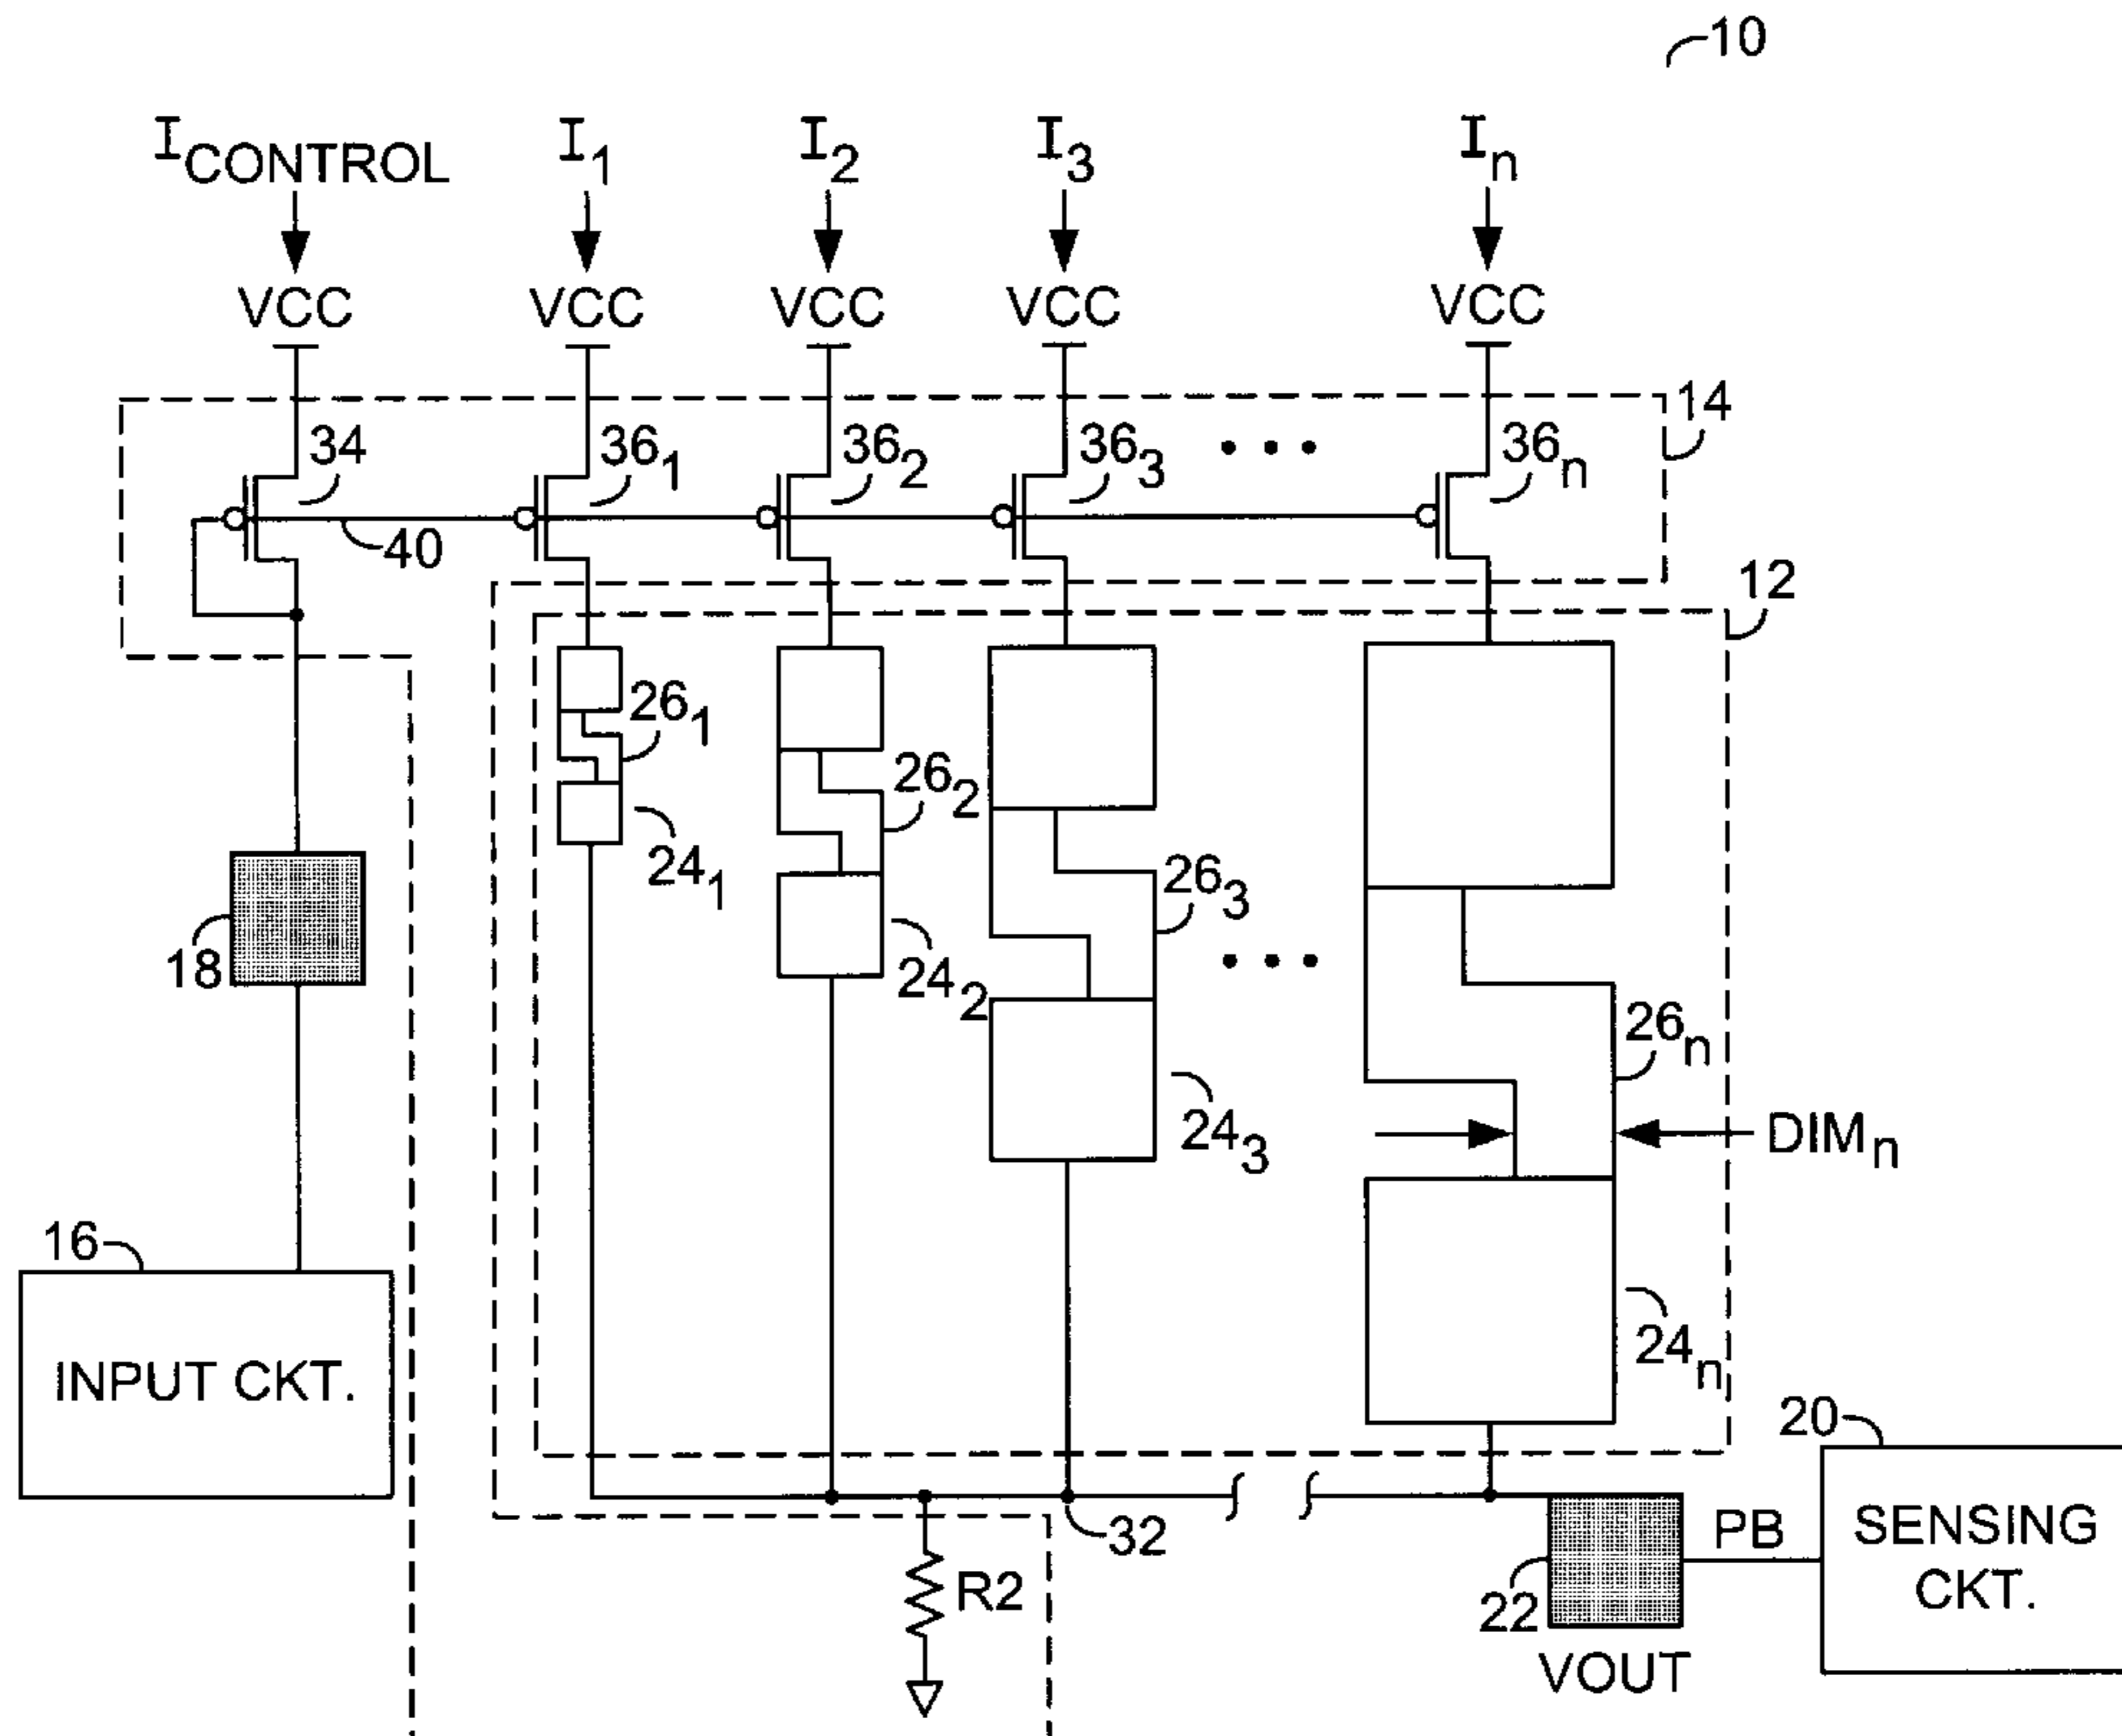 10
I CONTROL I1 I2 I3 In
VCC VCC VCC VCC VCC
14
34 361 362 363 • • • 36n
40
12
261
262
241
263
18
242 • • •
26n
243
DIMn
16
24n
INPUT CKT.
20
32
PB
SENSING
CKT.
R2
22
VOUT